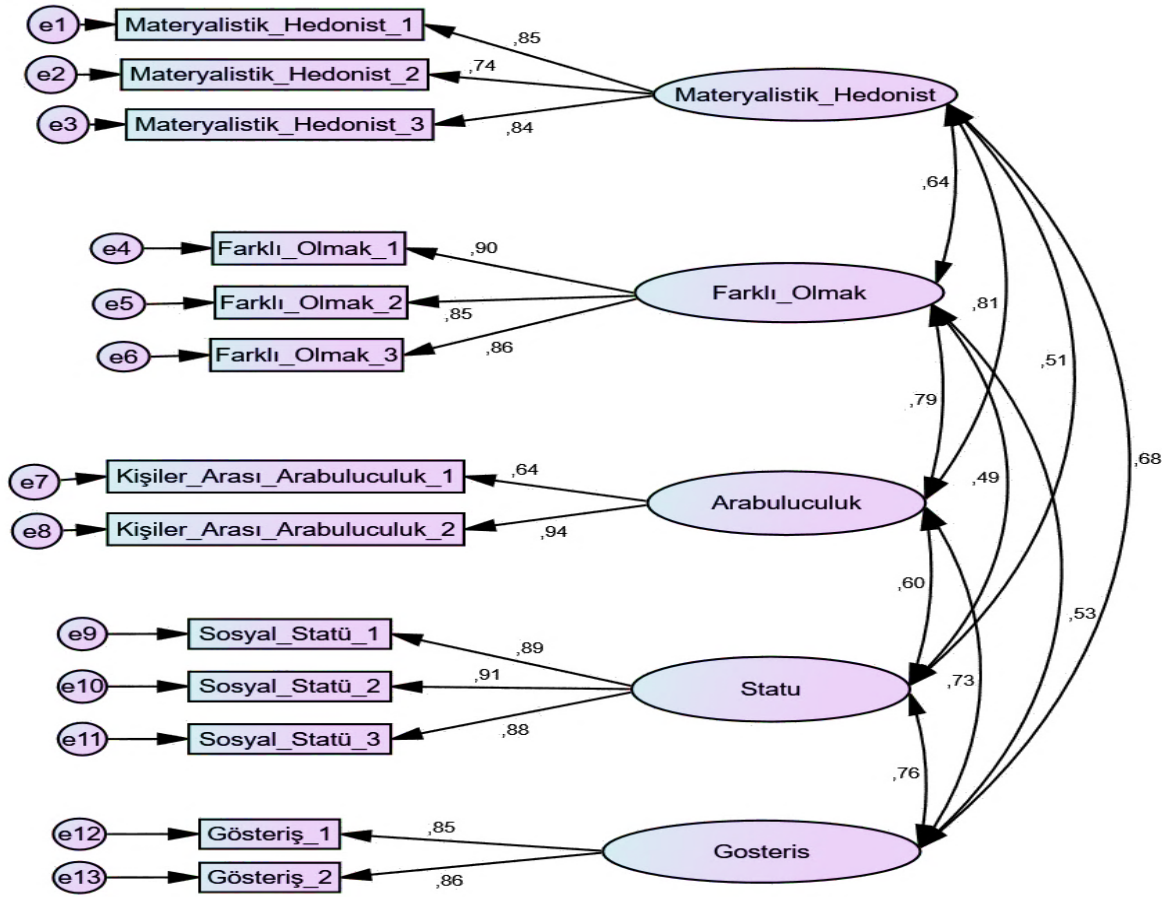 e1 Materyalistik_Hedonist_1 ,85
e2 Materyalistik_Hedonist_2 ,74
Materyalistik_Hedonist
e3 Materyalistik_Hedonist_3 ,84
,64
e4 Farklı_Olmak_1 ,90
e5 Farklı_Olmak_2 ,85
Farklı_Olmak
,81
e6 Farklı_Olmak_3 ,86
,51
,79
,68
e7 Kişiler_Arası_Arabuluculuk_1 ,64
,49
Arabuluculuk
e8 Kişiler_Arası_Arabuluculuk_2 ,94
,60
,53
e9 Sosyal_Statü_1 ,89
e10 Sosyal_Statü_2 ,91
Statu
,73
e11 Sosyal_Statü_3 ,88
,76
e12 Gösteriş_1 ,85
Gosteris
e13 Gösteriş_2 ,86